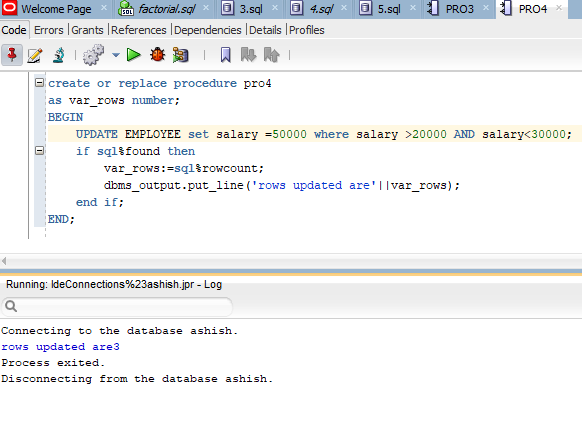 Welcome Page factorial.sql 3.sql 4.sql 5.sql PRO3 PRO4
Code Errors Grants References Dependencies Details Profiles
create or replace procedure pro4
as var_rows number;
BEGIN
UPDATE EMPLOYEE set salary =50000 where salary >20000 AND salary<30000;
if sql%found then
var_rows:=sql%rowcount;
dbms_output.put_line('rows updated are'||var_rows);
end if;
END;
Running: IdeConnections%23ashish.jpr - Log
Connecting to the database ashish.
rows updated are3
Process exited.
Disconnecting from the database ashish.